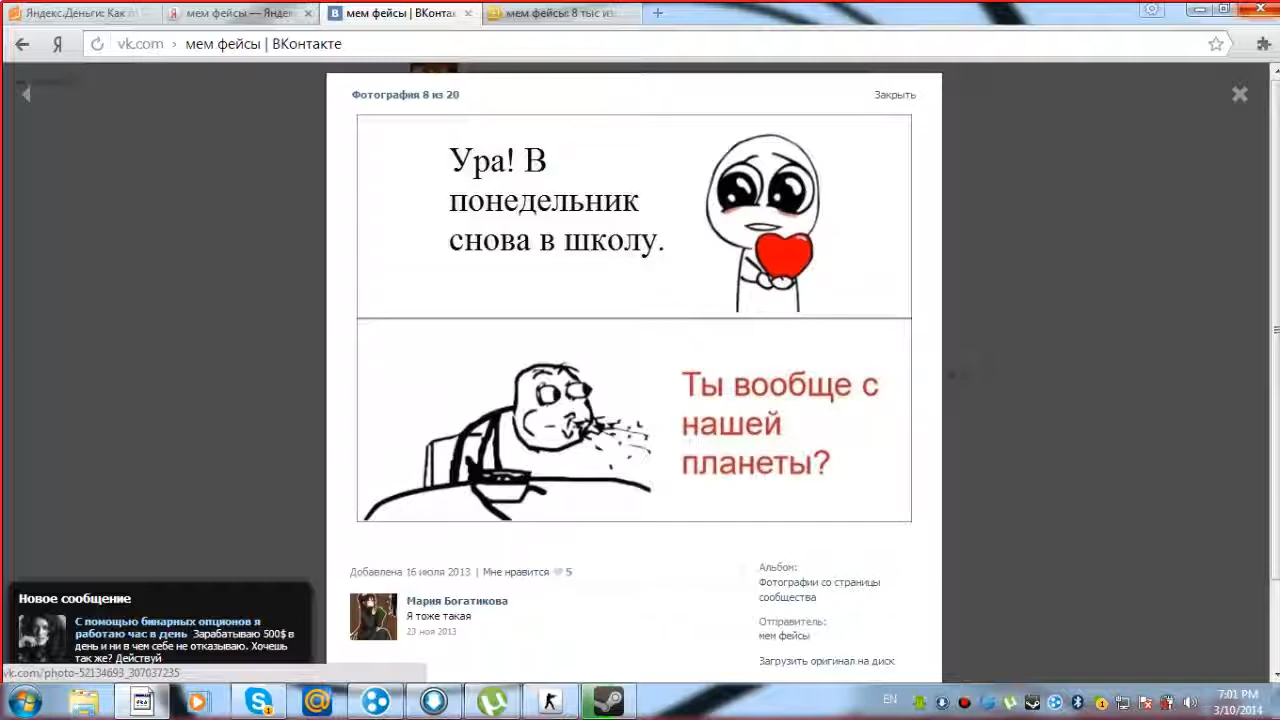 Яндекс.Деньги: Как п
мем фейсы — Яндекс
мем фейсы | ВКонтак
мем фейсы: 8 тыс из
vk.com › мем фейсы | ВКонтакте
Фотография 8 из 20
Закрыть
Ура! В
понедельник
снова в школу.
Ты вообще с
нашей
планеты?
Добавлена 16 июля 2013 | Мне нравится 5
Мария Богатикова
Я тоже такая
23 ноя 2013
Альбом:
Фотографии со страницы
сообщества
Отправитель:
мем фейсы
Загрузить оригинал на диск
Новое сообщение
С помощью бинарных опционов я
работаю час в день Зарабатываю 500$ в
день и ни в чем себе не отказываю. Хочешь
так же? Действуй
vk.com/photo-52134693_307037235
EN
7:01 PM
3/10/2014